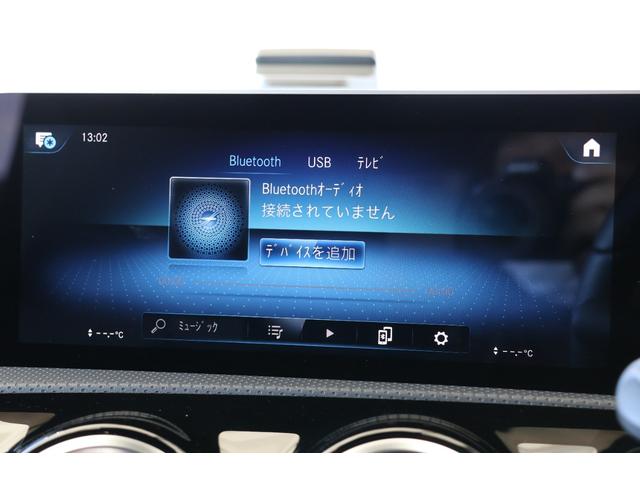 13:02
Bluetooth USB ﾃﾚﾋﾞ
Bluetoothｵｰﾃﾞｨｵ
接続されていません
ﾃﾞﾊﾞｲｽを追加
--.-°C
ﾐｭｰｼﾞｯｸ
--.-°C